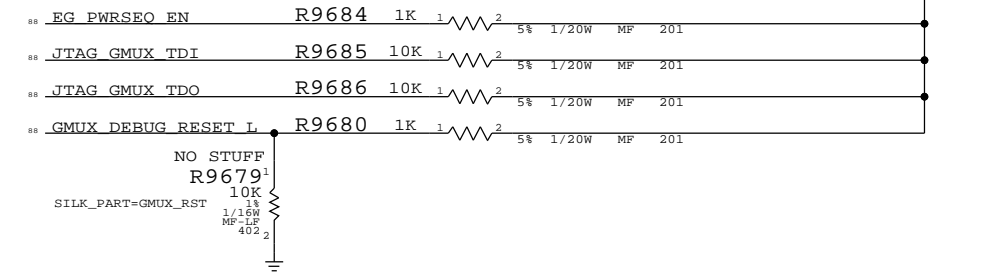 88 EG_PWRSEQ_EN R9684 1K 1 2 5% 1/20W MF 201
88 JTAG_GMUX_TDI R9685 10K 1 2 5% 1/20W MF 201
88 JTAG_GMUX_TDO R9686 10K 1 2 5% 1/20W MF 201
88 GMUX_DEBUG_RESET_L R9680 1K 1 2 5% 1/20W MF 201
NO STUFF
R9679 1
10K
SILK_PART=GMUX_RST 1%
1/16W
MF-LF
402 2